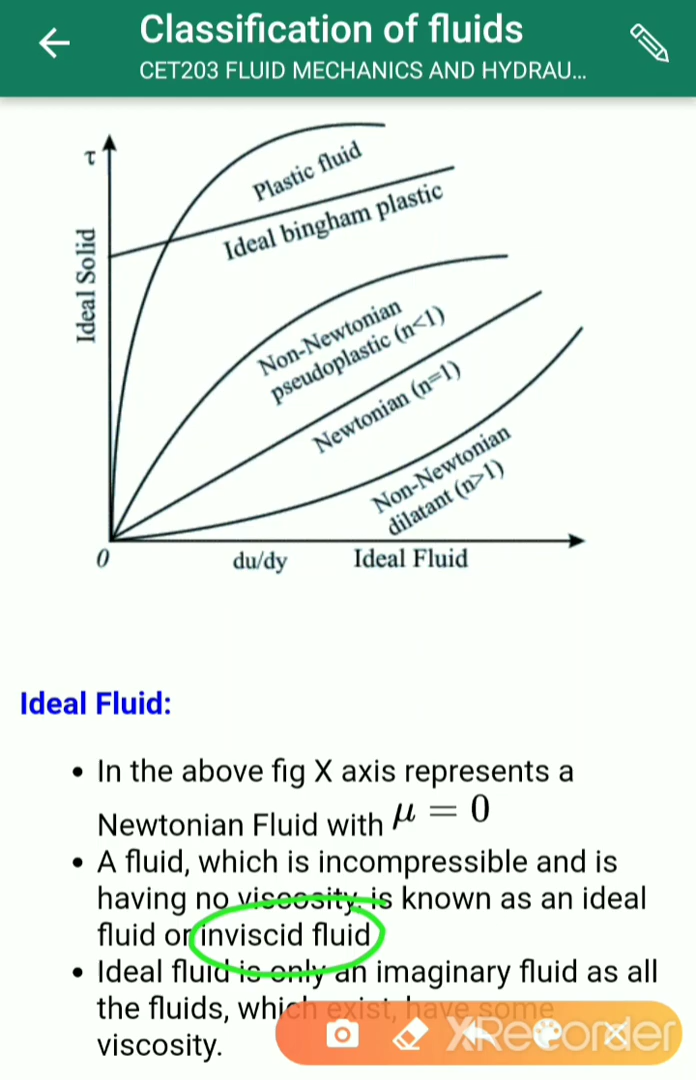 Classification of fluids
CET203 FLUID MECHANICS AND HYDRAU...
τ
Plastic fluid
Ideal bingham plastic
Ideal Solid
Non-Newtonian
pseudoplastic (n<1)
Newtonian (n=1)
Non-Newtonian
dilatant (n>1)
0
du/dy
Ideal Fluid
Ideal Fluid:
• In the above fig X axis represents a
Newtonian Fluid with μ = 0
• A fluid, which is incompressible and is
having no viscosity, is known as an ideal
fluid or inviscid fluid
• Ideal fluid is only an imaginary fluid as all
the fluids, which exist, have some
viscosity.
XRecorder